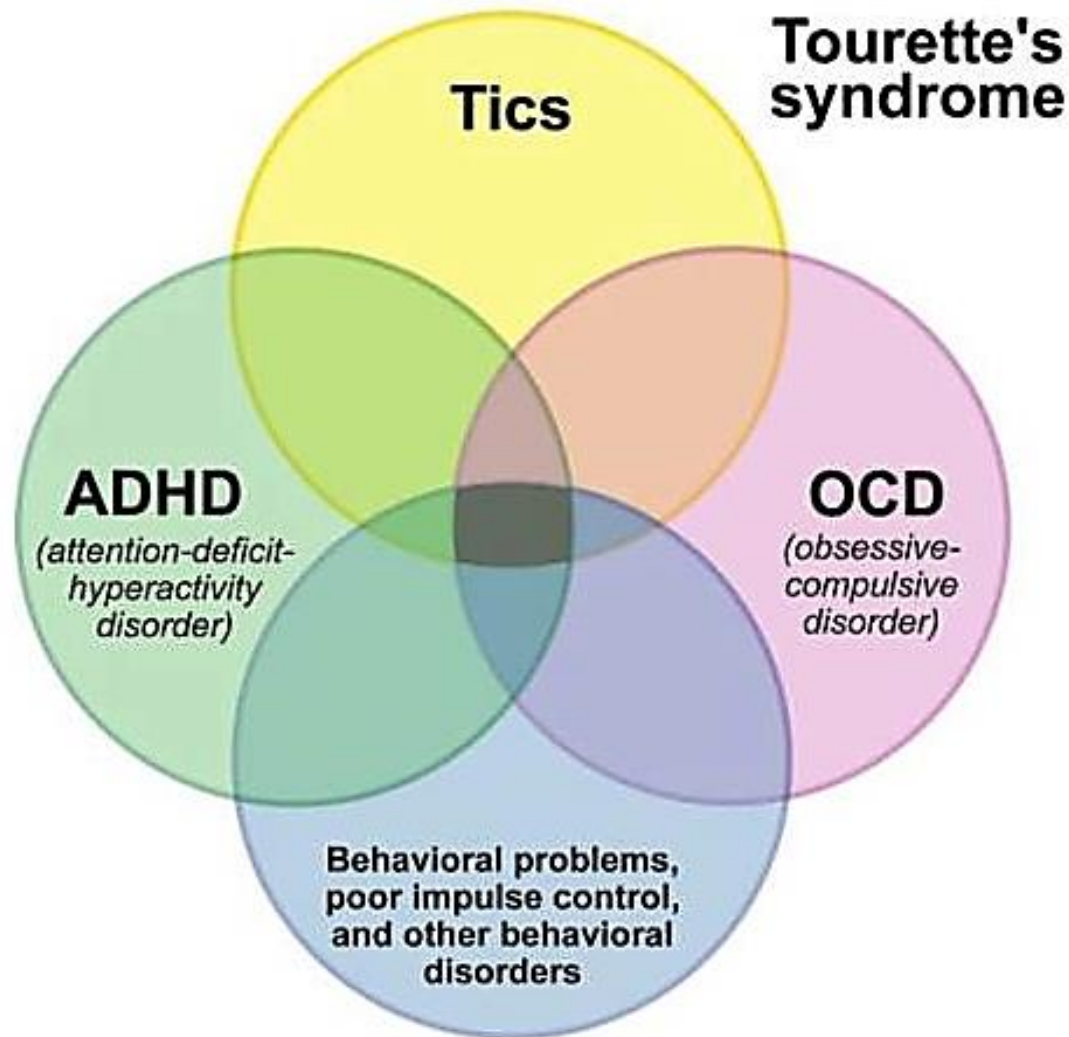 Tourette's
syndrome
Tics
ADHD
(attention-deficit-
hyperactivity
disorder)
OCD
(obsessive-
compulsive
disorder)
Behavioral problems,
poor impulse control,
and other behavioral
disorders